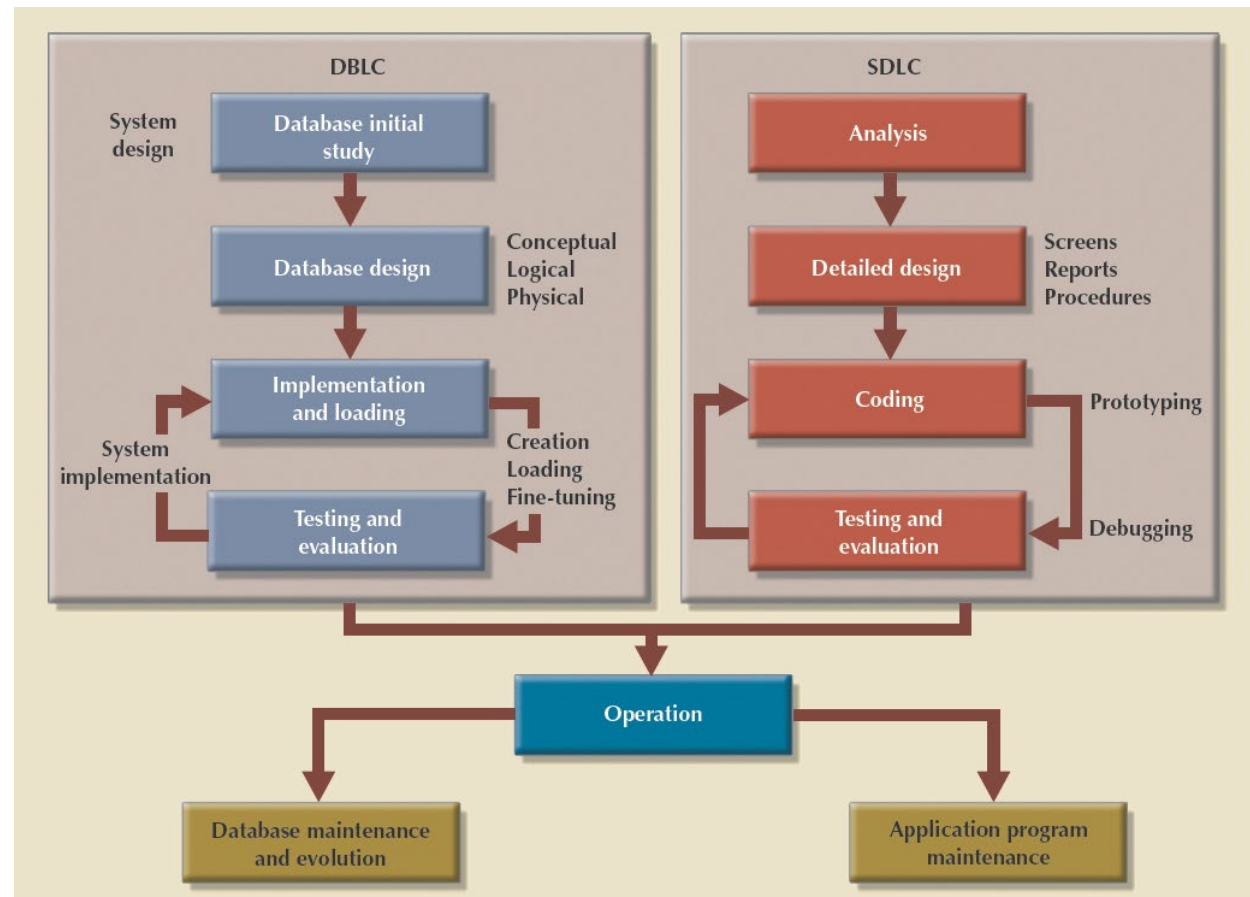 DBLC
System
design
Database initial
study
Database design
Conceptual
Logical
Physical
Implementation
and loading
System
implementation
Creation
Loading
Fine-tuning
Testing and
evaluation
SDLC
Analysis
Detailed design
Screens
Reports
Procedures
Coding
Prototyping
Testing and
evaluation
Debugging
Operation
Database maintenance
and evolution
Application program
maintenance